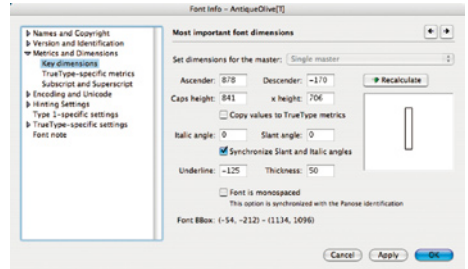 Font Info – AntiqueOlive[T]
Names and Copyright
Version and Identification
Metrics and Dimensions
Key dimensions
TrueType-specific metrics
Subscript and Superscript
Encoding and Unicode
Hinting Settings
Type 1-specific settings
TrueType-specific settings
Font note
Most important font dimensions
Set dimensions for the master: Single master
Ascender: 878 Descender: -170 Recalculate
Caps height: 841 x height: 706
Copy values to TrueType metrics
Italic angle: 0 Slant angle: 0
Synchronize Slant and Italic angles
Underline: -125 Thickness: 50
Font is monospaced
This option is synchronized with the Panose identification
Font BBox: (-54, -212) – (1134, 1096)
Cancel Apply OK